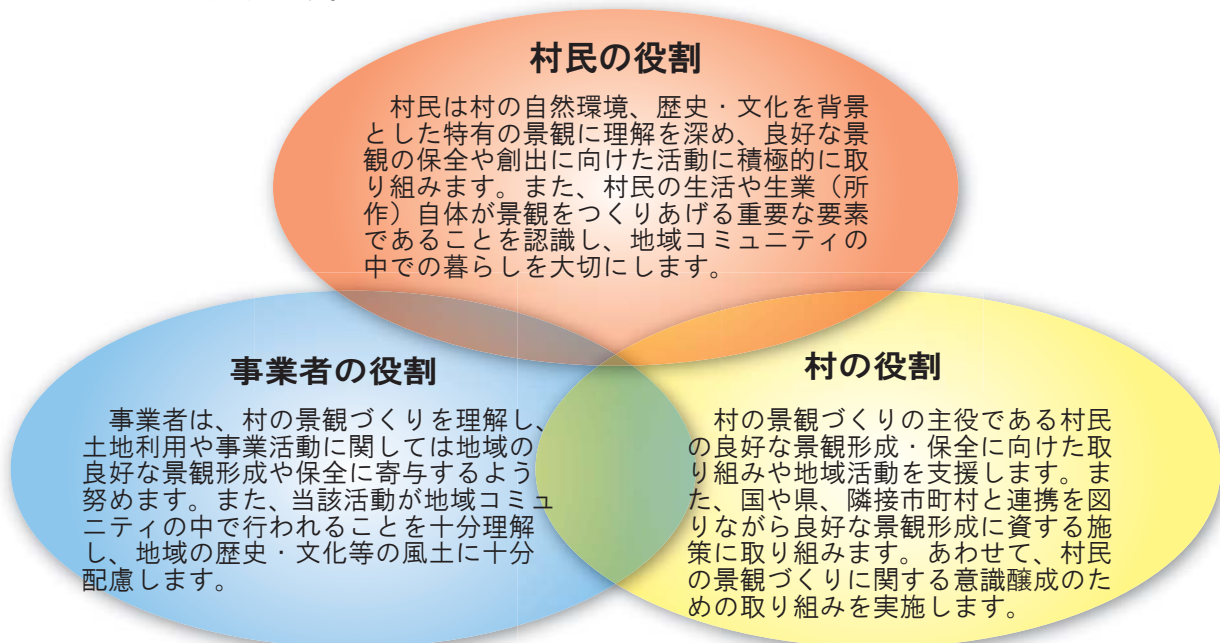 村民の役割
村民は村の自然環境、歴史・文化を背景
とした特有の景観に理解を深め、良好な景
観の保全や創出に向けた活動に積極的に取
り組みます。また、村民の生活や生業（所
作）自体が景観をつくりあげる重要な要素
であることを認識し、地域コミュニティの
中での暮らしを大切にします。
事業者の役割
事業者は、村の景観づくりを理解し、
土地利用や事業活動に関しては地域の
良好な景観形成や保全に寄与するよう
努めます。また、当該活動が地域コミュ
ニティの中で行われることを十分理解
し、地域の歴史・文化等の風土に十分
配慮します。
村の役割
村の景観づくりの主役である村民
の良好な景観形成・保全に向けた取
り組みや地域活動を支援します。ま
た、国や県、隣接市町村と連携を図
りながら良好な景観形成に資する施
策に取り組みます。あわせて、村民
の景観づくりに関する意識醸成のた
めの取り組みを実施します。